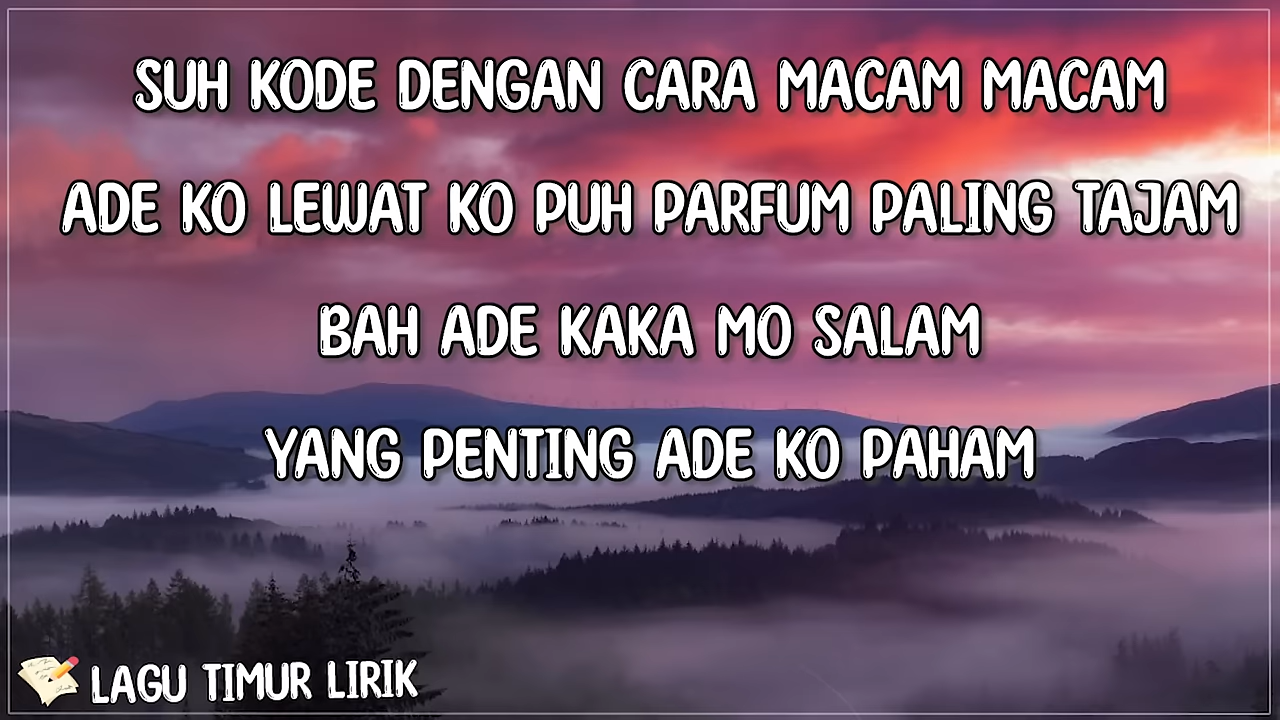 SUH KODE DENGAN CARA MACAM MACAM
ADE KO LEWAT KO PUH PARFUM PALING TAJAM
BAH ADE KAKA MO SALAM
YANG PENTING ADE KO PAHAM
LAGU TIMUR LIRIK